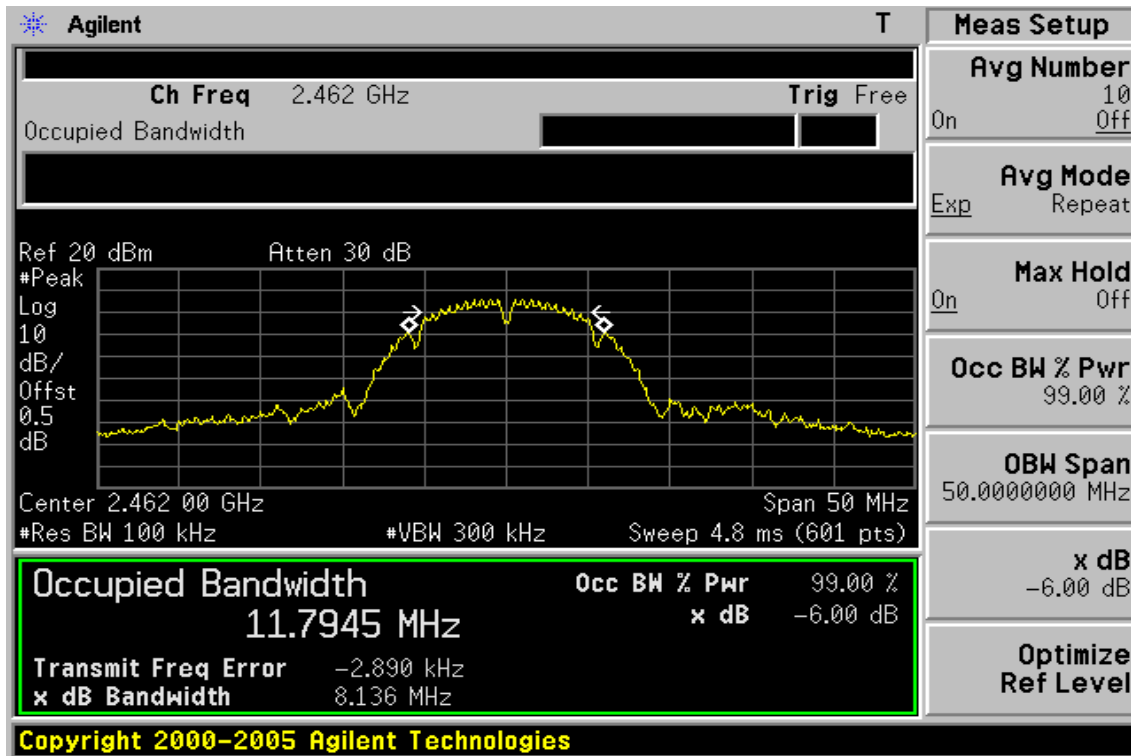 Agilent T
Ch Freq 2.462 GHz Trig Free
Occupied Bandwidth
Ref 20 dBm Atten 30 dB
#Peak
Log
10
dB/
Offst
0.5
dB
Center 2.462 00 GHz Span 50 MHz
#Res BW 100 kHz #VBW 300 kHz Sweep 4.8 ms (601 pts)
Occupied Bandwidth Occ BW % Pwr 99.00 %
11.7945 MHz x dB -6.00 dB
Transmit Freq Error -2.890 kHz
x dB Bandwidth 8.136 MHz
Copyright 2000-2005 Agilent Technologies
Meas Setup
Avg Number
10
On Off
Avg Mode
Exp Repeat
Max Hold
On Off
Occ BW % Pwr
99.00 %
OBW Span
50.0000000 MHz
x dB
-6.00 dB
Optimize
Ref Level